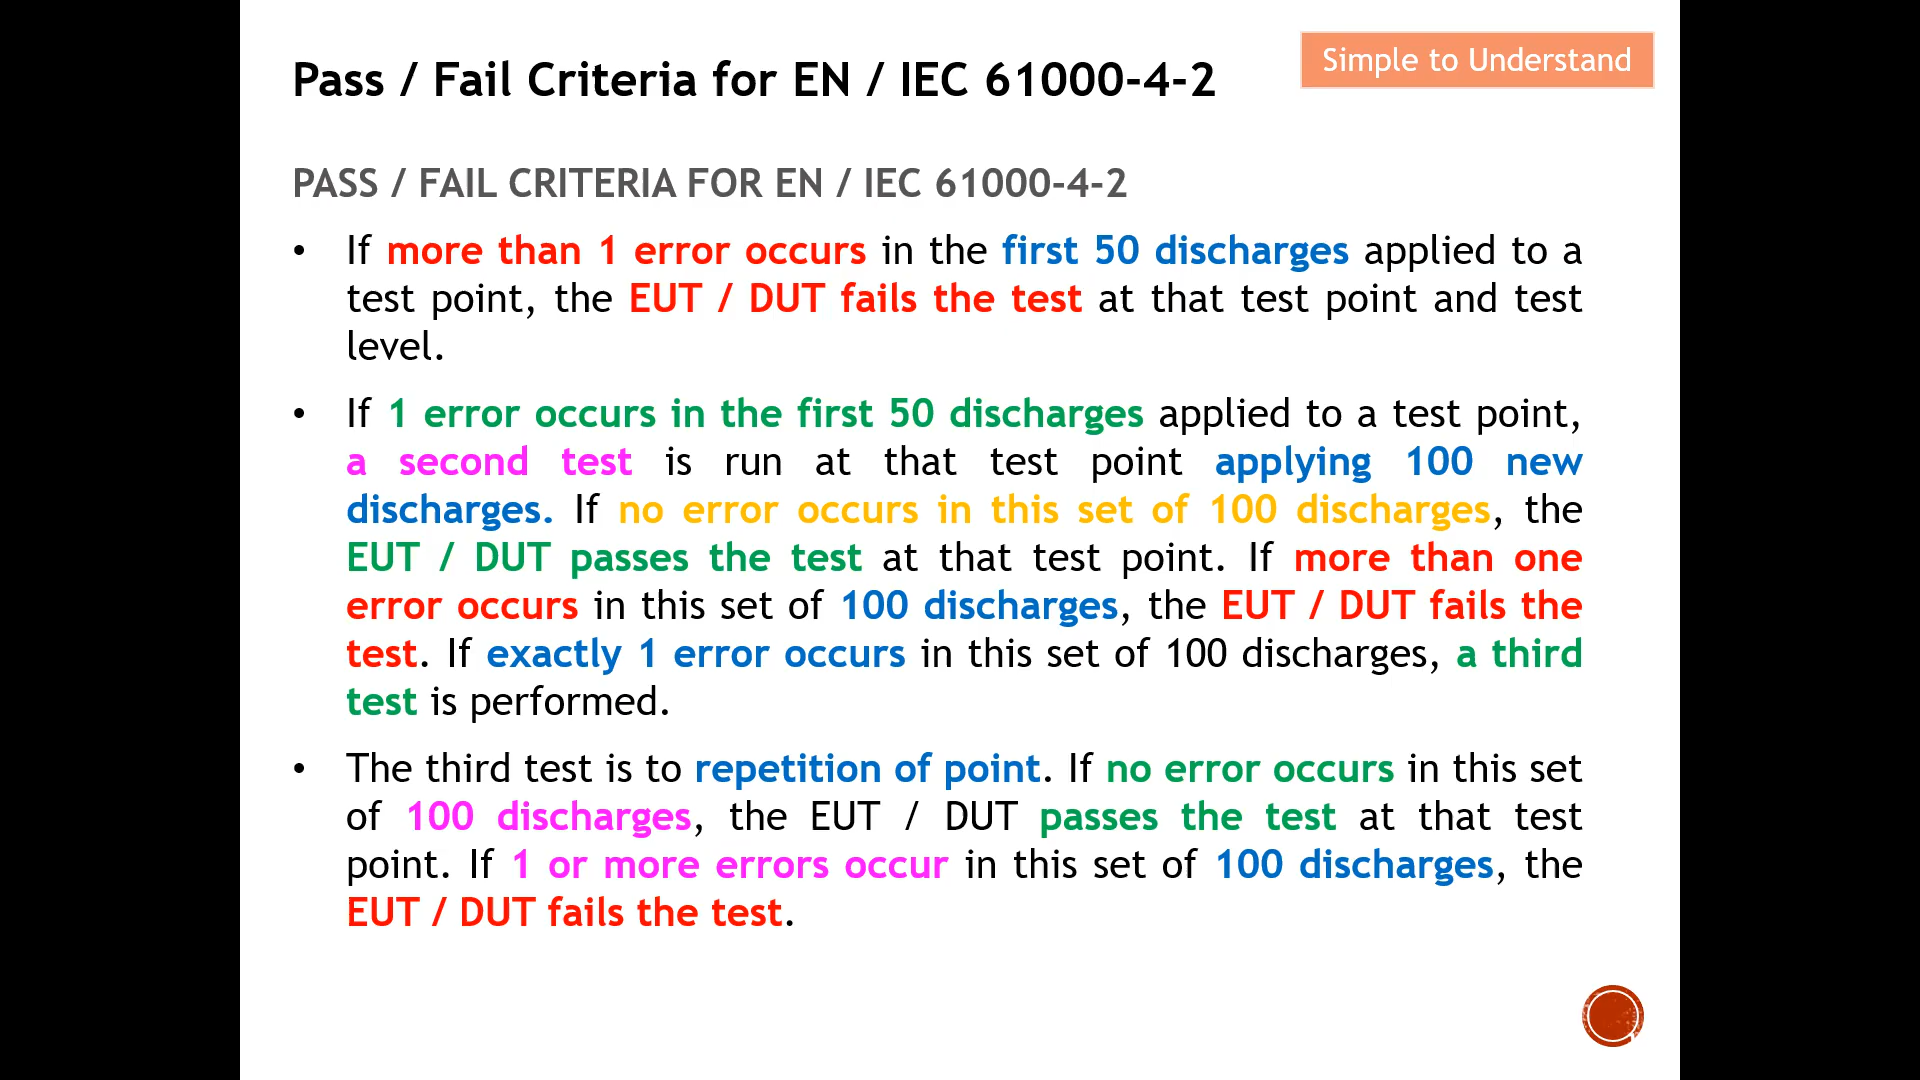 Pass / Fail Criteria for EN / IEC 61000-4-2
Simple to Understand
PASS / FAIL CRITERIA FOR EN / IEC 61000-4-2
• If more than 1 error occurs in the first 50 discharges applied to a
test point, the EUT / DUT fails the test at that test point and test
level.
• If 1 error occurs in the first 50 discharges applied to a test point,
a second test is run at that test point applying 100 new
discharges. If no error occurs in this set of 100 discharges, the
EUT / DUT passes the test at that test point. If more than one
error occurs in this set of 100 discharges, the EUT / DUT fails the
test. If exactly 1 error occurs in this set of 100 discharges, a third
test is performed.
• The third test is to repetition of point. If no error occurs in this set
of 100 discharges, the EUT / DUT passes the test at that test
point. If 1 or more errors occur in this set of 100 discharges, the
EUT / DUT fails the test.